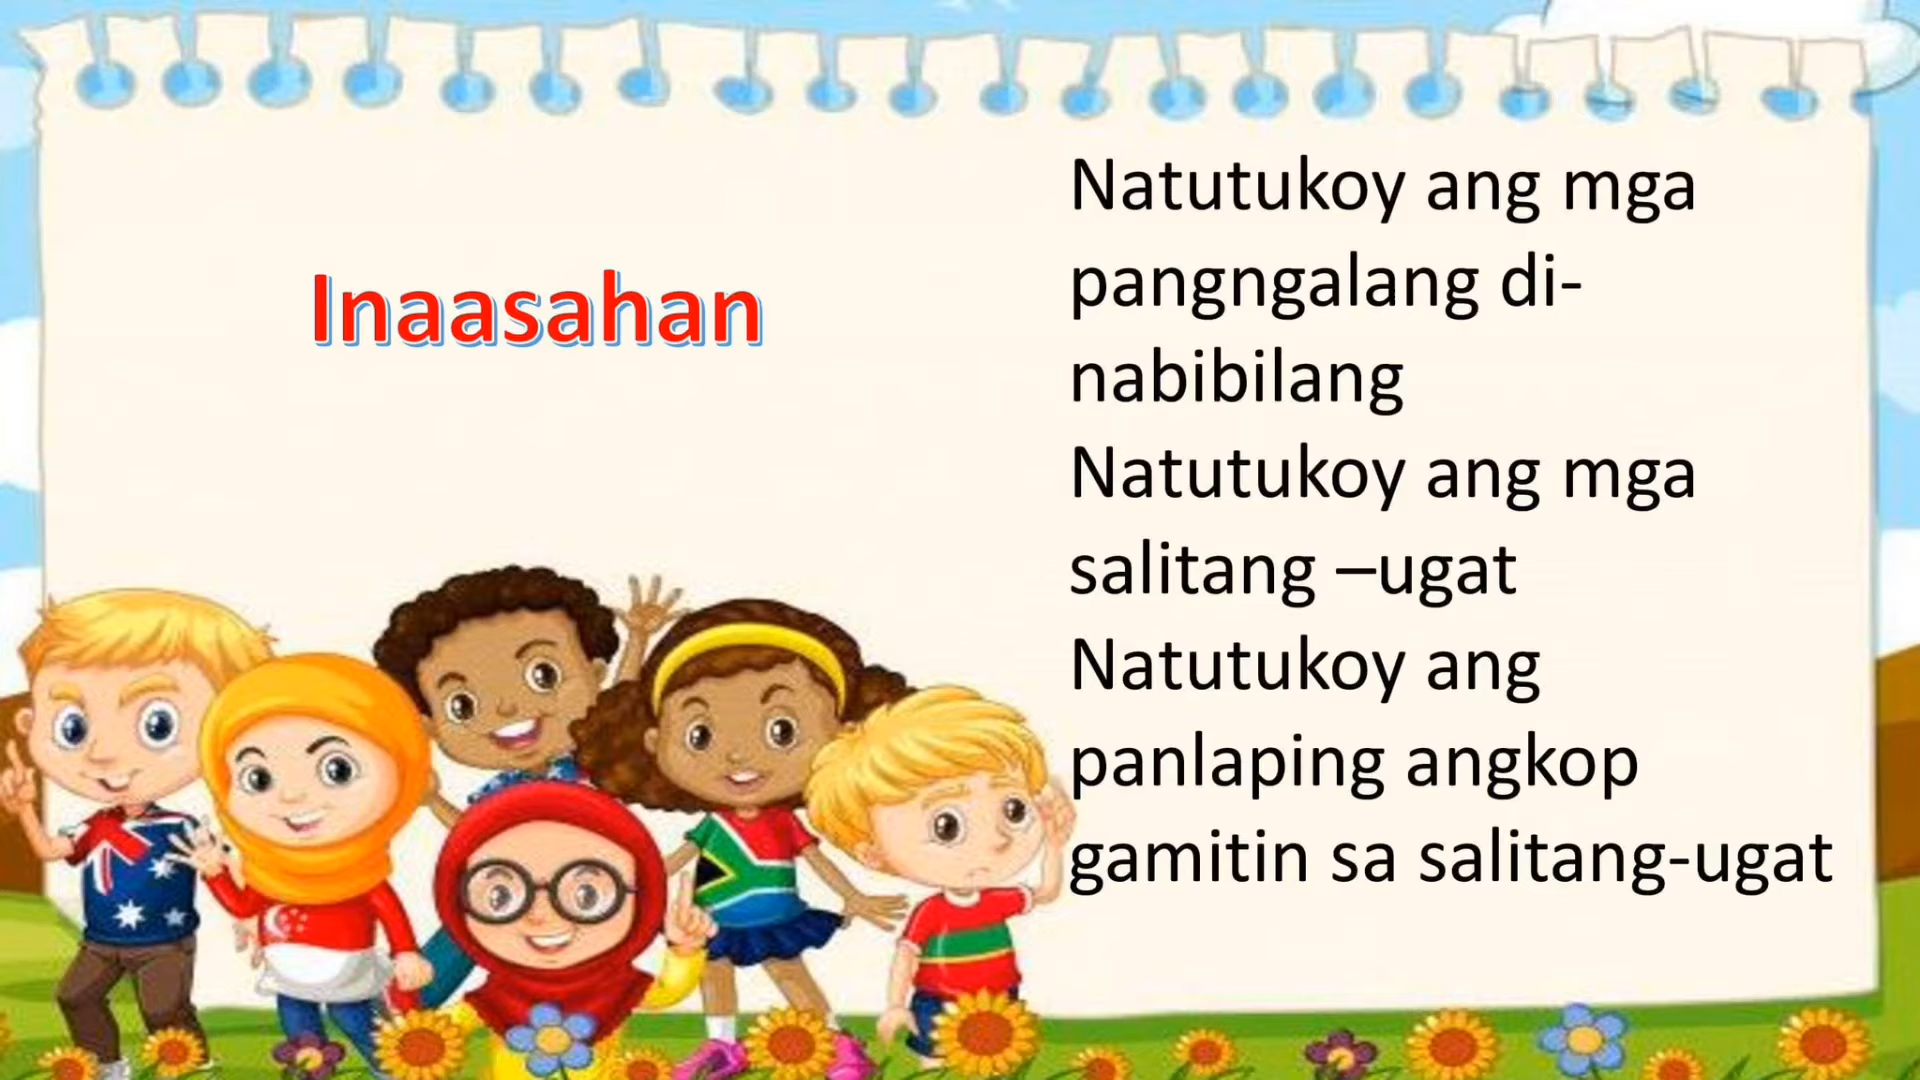 Inaasahan
Natutukoy ang mga
pangngalang di-
nabibilang
Natutukoy ang mga
salitang –ugat
Natutukoy ang
panlaping angkop
gamitin sa salitang-ugat